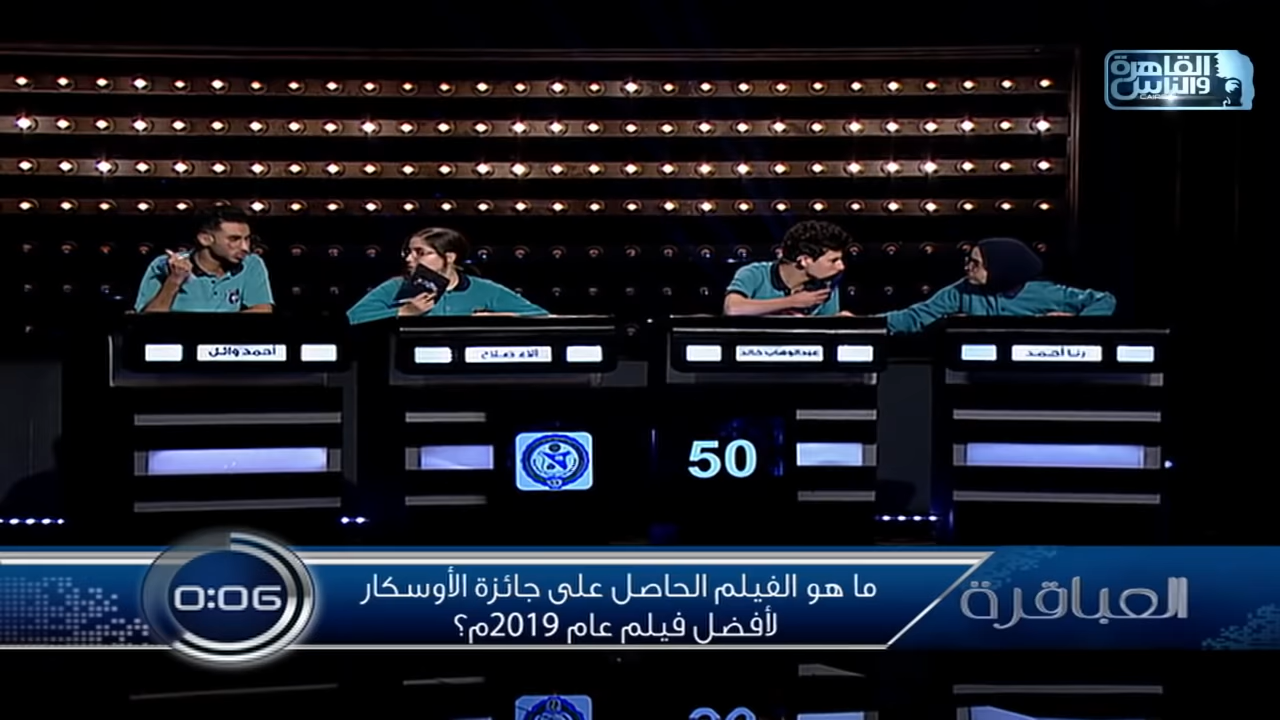 القاهرة
والناس
CAIRO
أحمد وائل
آلاء صلاح
عبدالوهاب خالد
رنا أحمد
50
0:06
ما هو الفيلم الحاصل على جائزة الأوسكار
لأفضل فيلم عام 2019م؟
العباقرة